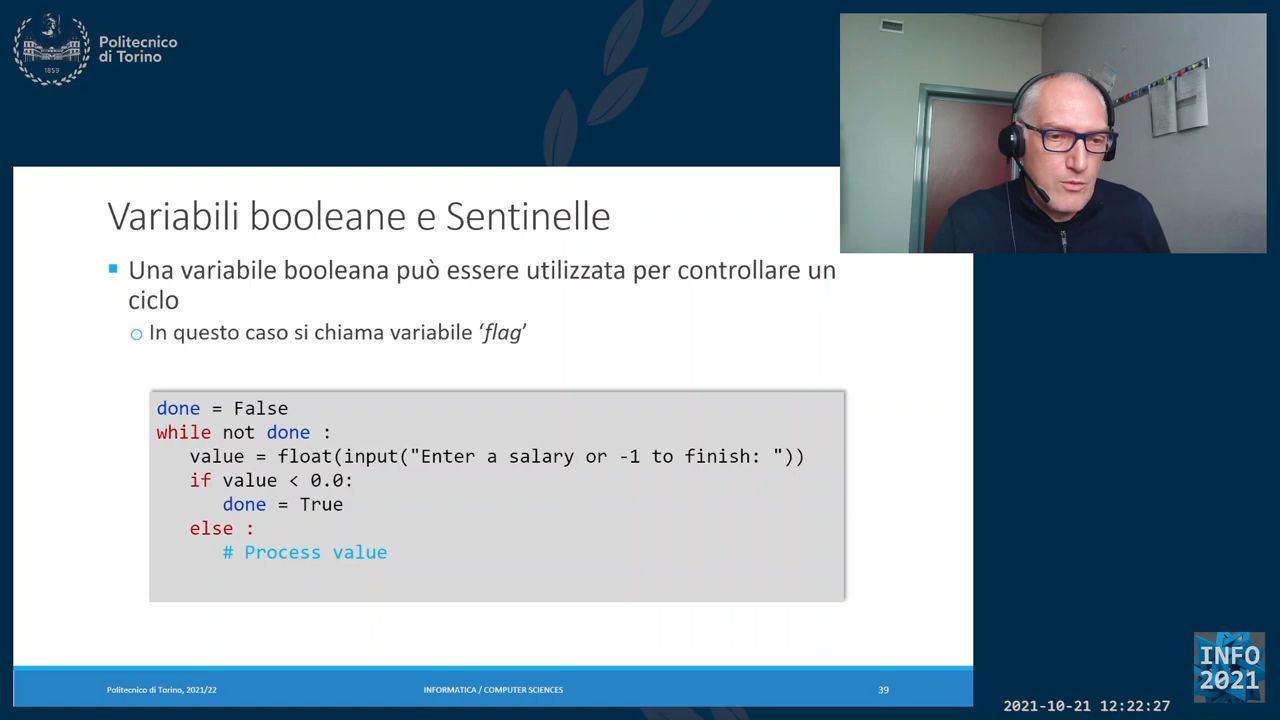 Politecnico
di Torino
1859
Variabili booleane e Sentinelle
Una variabile booleana può essere utilizzata per controllare un
ciclo
In questo caso si chiama variabile ‘flag’
done = False
while not done :
value = float(input("Enter a salary or -1 to finish: "))
if value < 0.0:
done = True
else :
# Process value
Politecnico di Torino, 2021/22
INFORMATICA / COMPUTER SCIENCES
39
INFO
2021
2021-10-21 12:22:27